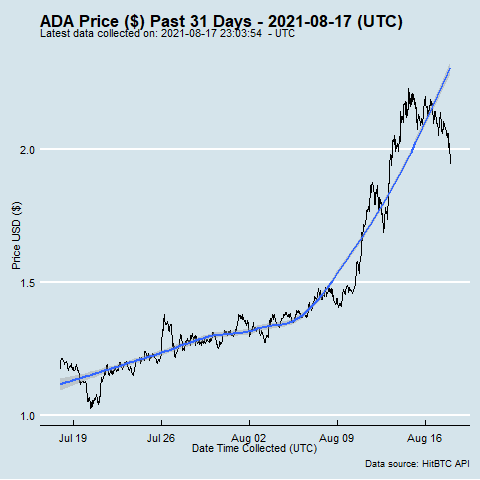 ADA Price ($) Past 31 Days - 2021-08-17 (UTC)
Latest data collected on: 2021-08-17 23:03:54 - UTC
2.0
1.5
1.0
Price USD ($)
Jul 19 Jul 26 Aug 02 Aug 09 Aug 16
Date Time Collected (UTC)
Data source: HitBTC API